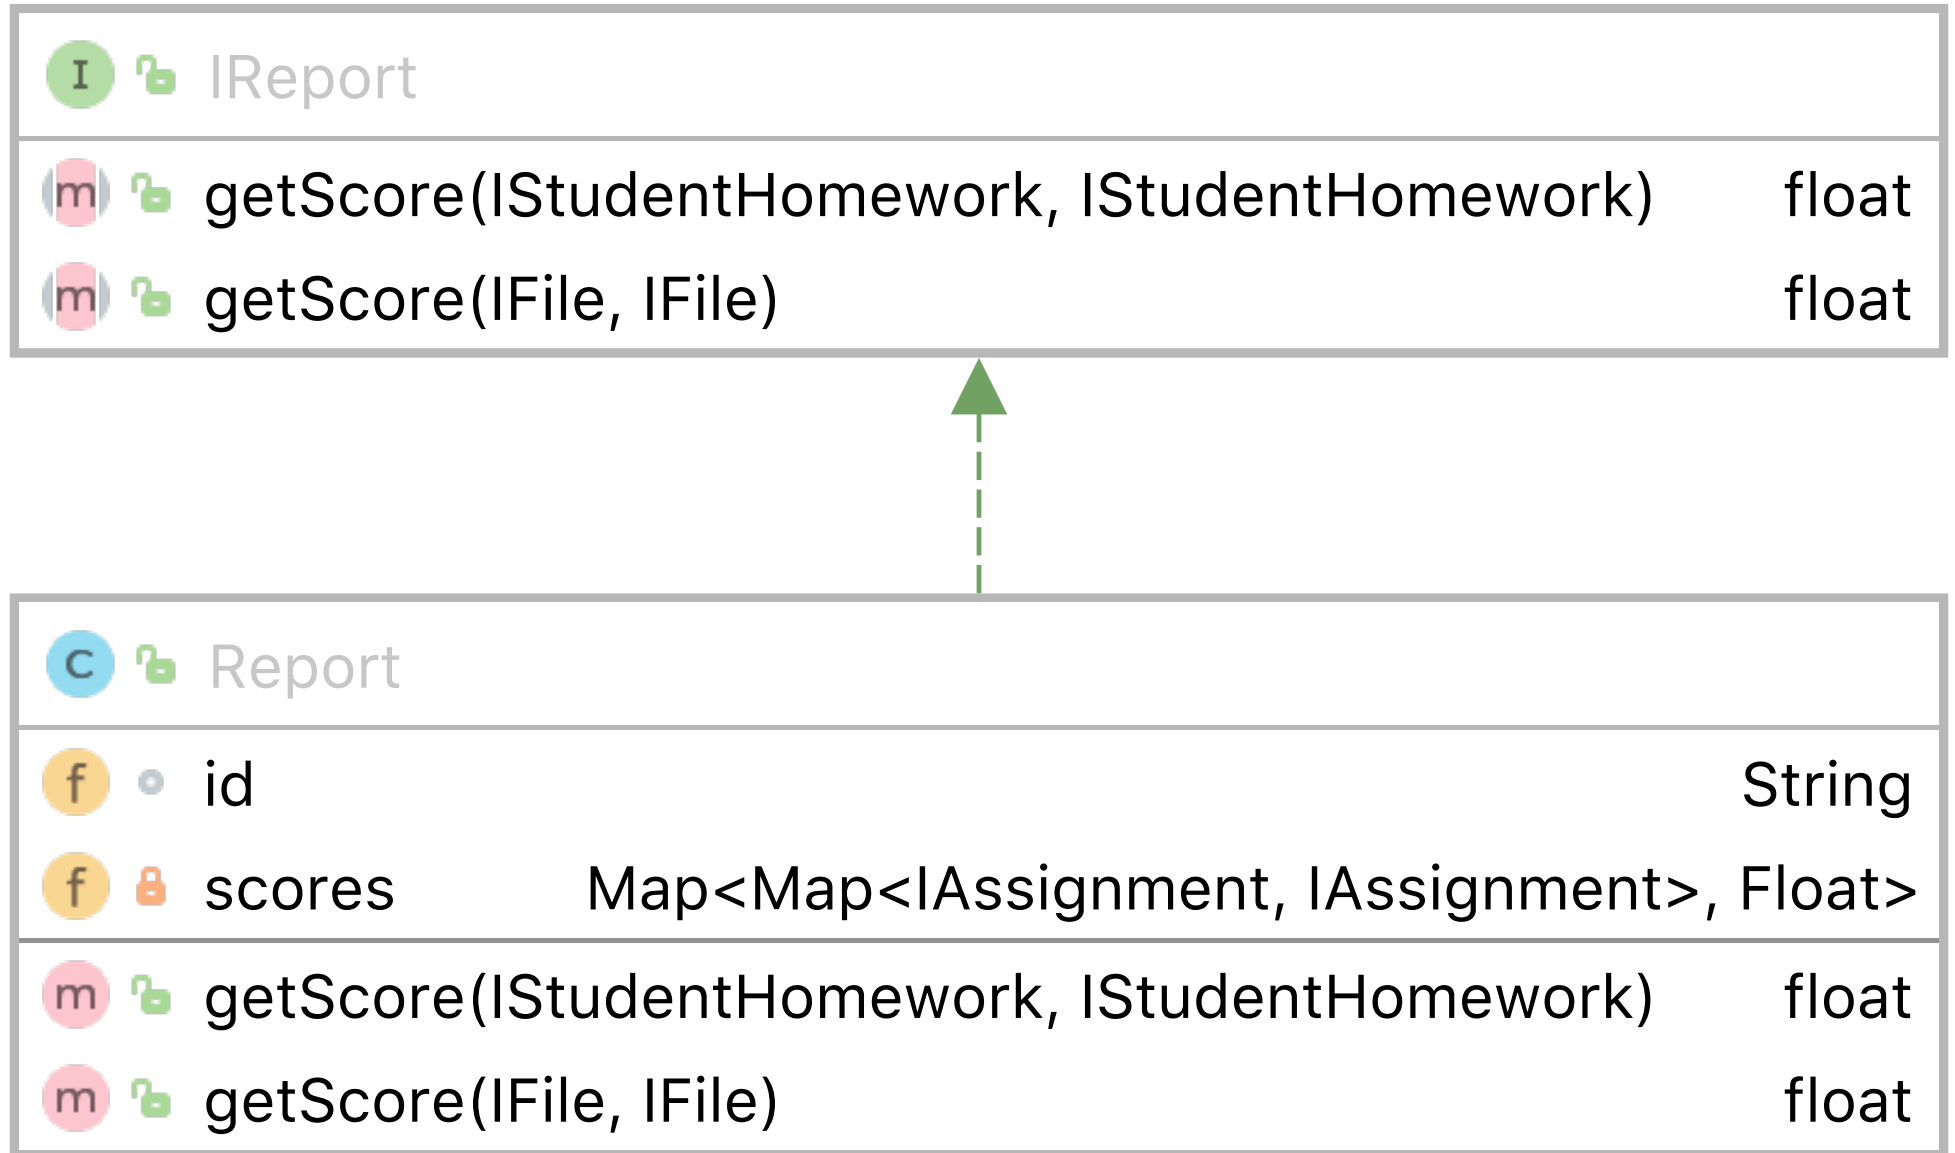 I IReport
m getScore(IStudentHomework, IStudentHomework) float
m getScore(IFile, IFile) float
C Report
f id String
f scores Map<Map<IAssignment, IAssignment>, Float>
m getScore(IStudentHomework, IStudentHomework) float
m getScore(IFile, IFile) float